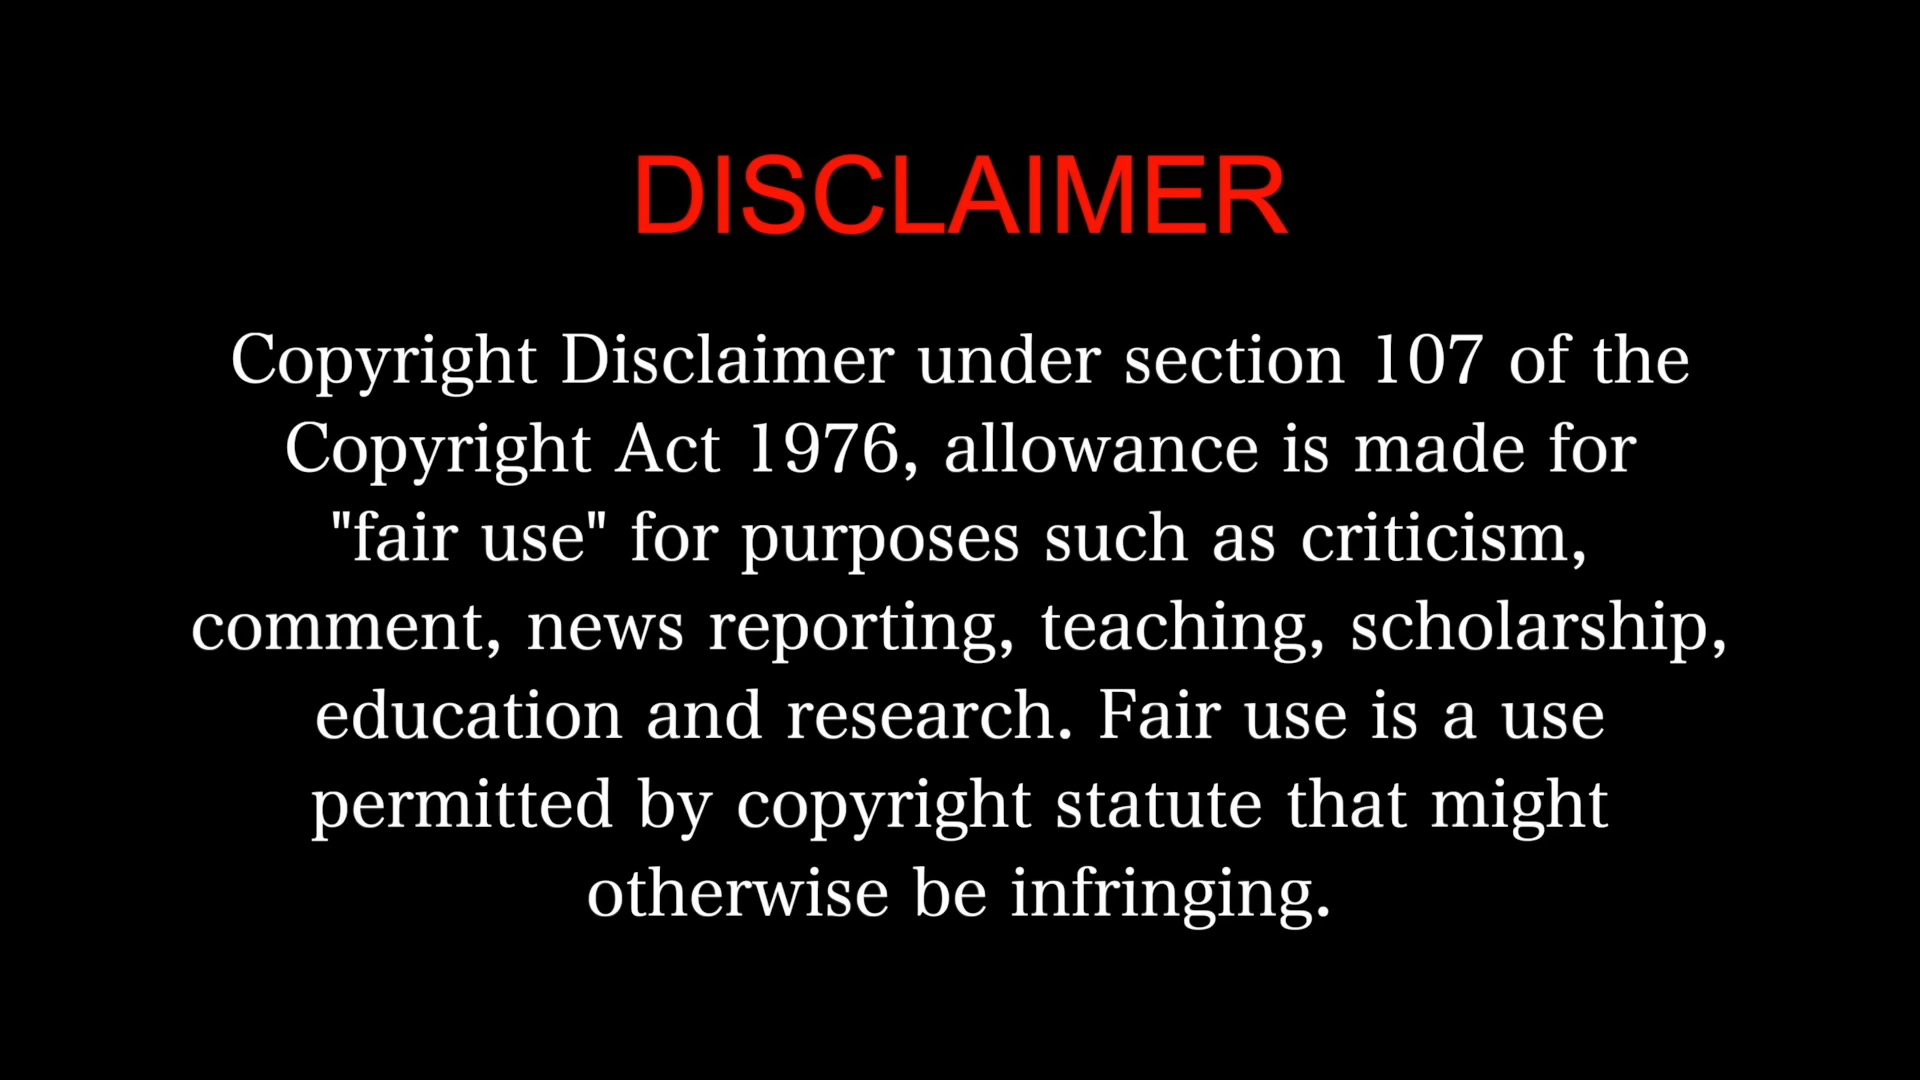 DISCLAIMER
Copyright Disclaimer under section 107 of the
Copyright Act 1976, allowance is made for
"fair use" for purposes such as criticism,
comment, news reporting, teaching, scholarship,
education and research. Fair use is a use
permitted by copyright statute that might
otherwise be infringing.